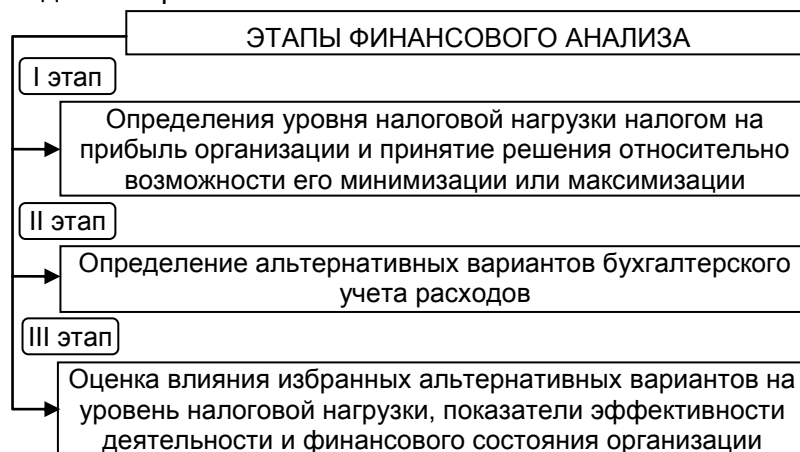 ЭТАПЫ ФИНАНСОВОГО АНАЛИЗА
I этап
Определения уровня налоговой нагрузки налогом на
прибыль организации и принятие решения относительно
возможности его минимизации или максимизации
II этап
Определение альтернативных вариантов бухгалтерского
учета расходов
III этап
Оценка влияния избранных альтернативных вариантов на
уровень налоговой нагрузки, показатели эффективности
деятельности и финансового состояния организации